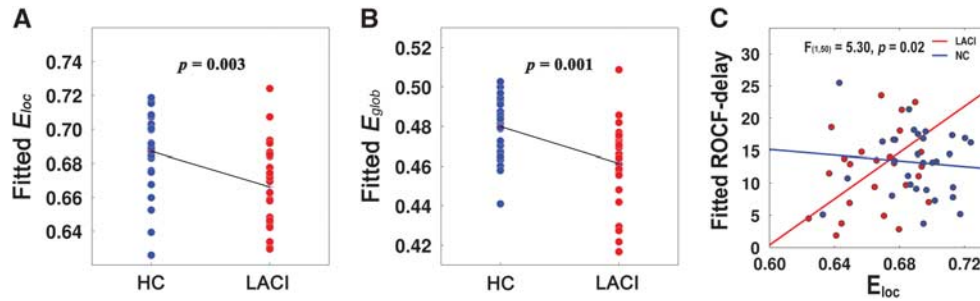 A
p = 0.003
Fitted Eloc
0.74
0.72
0.70
0.68
0.66
0.64
HC
LACI
B
p = 0.001
Fitted Eglob
0.52
0.50
0.48
0.46
0.44
0.42
HC
LACI
C
F(1,50) = 5.30, p = 0.02
LACI
NC
Fitted ROCF-delay
30
25
20
15
10
5
0
0.60
0.64
0.68
0.72
Eloc